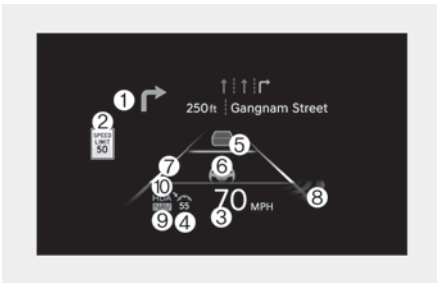 ①
②
SPEED
LIMIT
50
250ft Gangnam Street
⑤
⑦
⑥
⑩
HDA
⑧
NAV 55
70 MPH
⑨ ④ ③